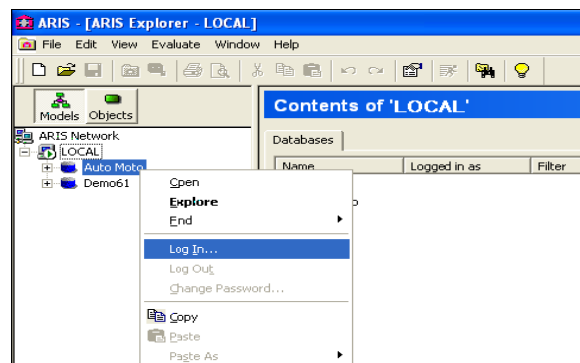 ARIS - [ARIS Explorer - LOCAL]
File Edit View Evaluate Window Help
Models Objects
Contents of 'LOCAL'
ARIS Network
LOCAL
Auto Moto
Demo61
Databases
Name Logged in as Filter
Open
Explore
End
Log In...
Log Out
Change Password...
Copy
Paste
Paste As